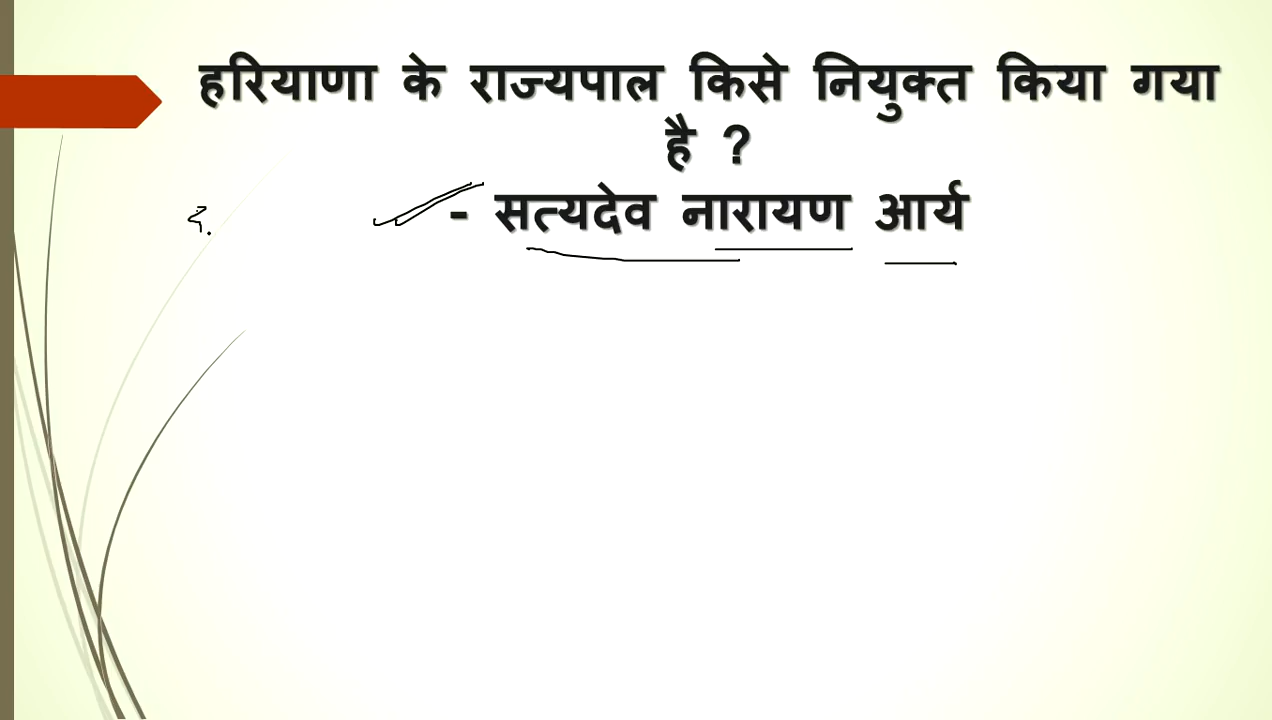 हरियाणा के राज्यपाल किसे नियुक्त किया गया
है ?
- सत्यदेव नारायण आर्य